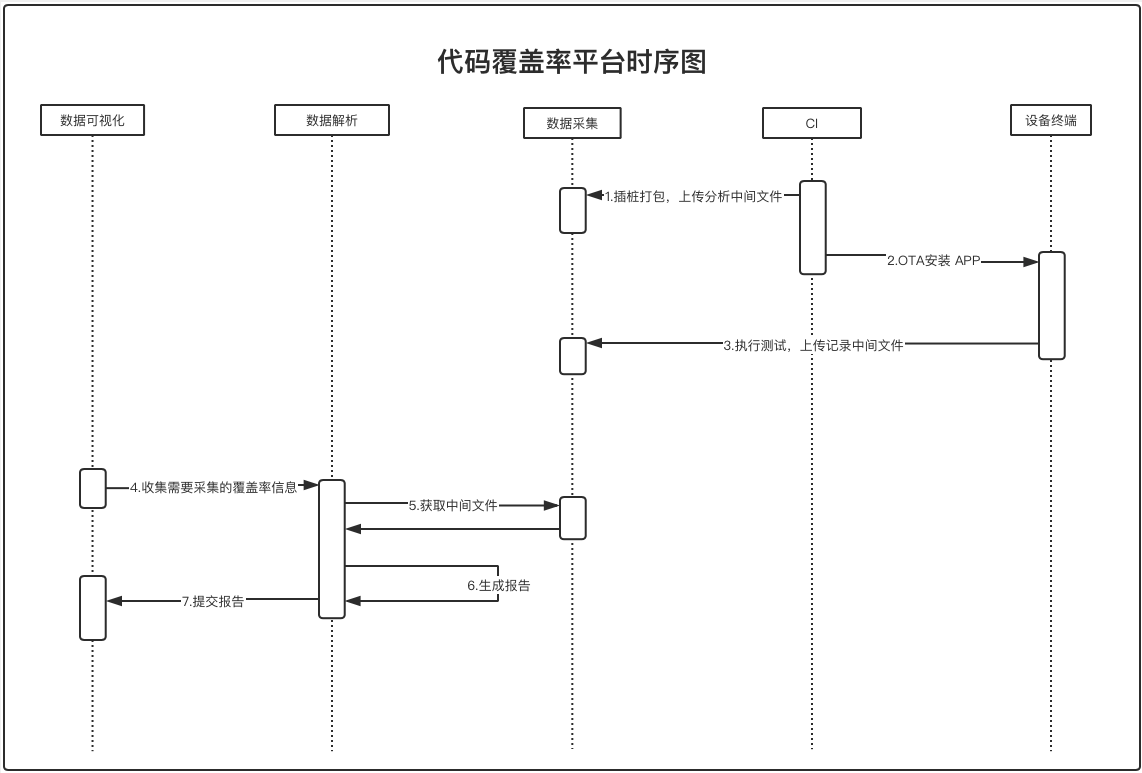 代码覆盖率平台时序图
数据可视化
数据解析
数据采集
CI
设备终端
1.插桩打包，上传分析中间文件
2.OTA安装 APP
3.执行测试，上传记录中间文件
4.收集需要采集的覆盖率信息
5.获取中间文件
6.生成报告
7.提交报告